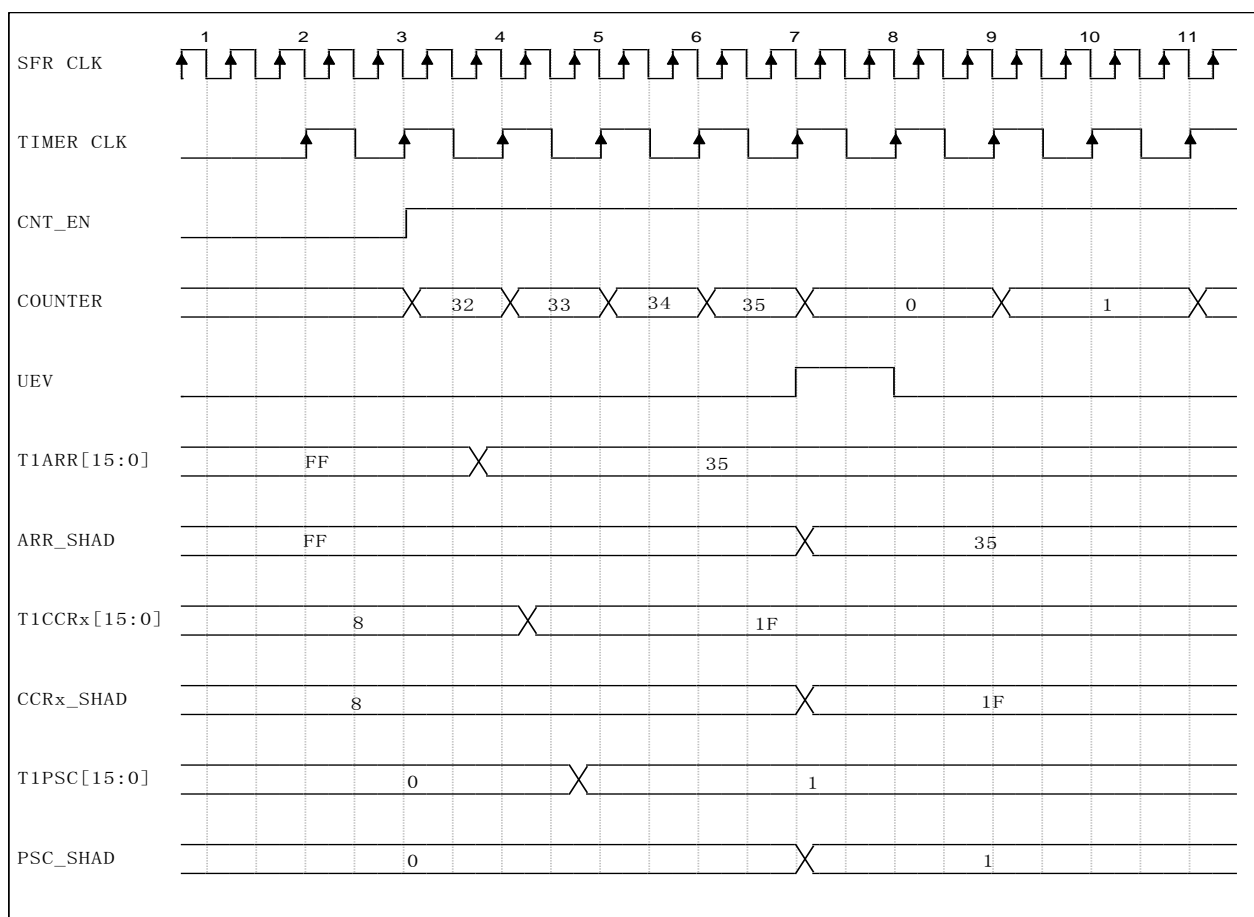 1 2 3 4 5 6 7 8 9 10 11
SFR CLK
TIMER CLK
CNT_EN
COUNTER 32 33 34 35 0 1
UEV
T1ARR[15:0] FF 35
ARR_SHAD FF 35
T1CCRx[15:0] 8 1F
CCRx_SHAD 8 1F
T1PSC[15:0] 0 1
PSC_SHAD 0 1